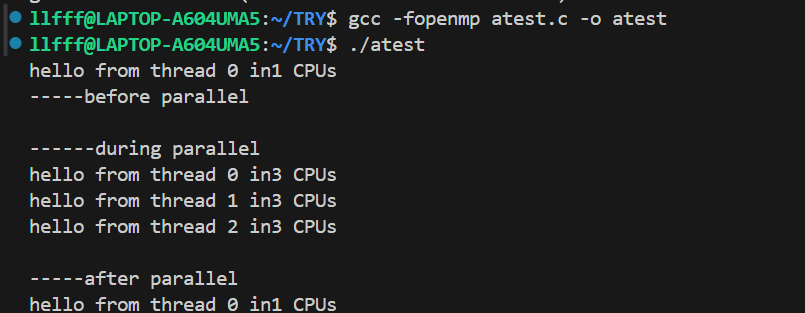 llfff@LAPTOP-A604UMA5:~/TRY$ gcc -fopenmp atest.c -o atest
llfff@LAPTOP-A604UMA5:~/TRY$ ./atest
hello from thread 0 in1 CPUs
-----before parallel

------during parallel
hello from thread 0 in3 CPUs
hello from thread 1 in3 CPUs
hello from thread 2 in3 CPUs

-----after parallel
hello from thread 0 in1 CPUs